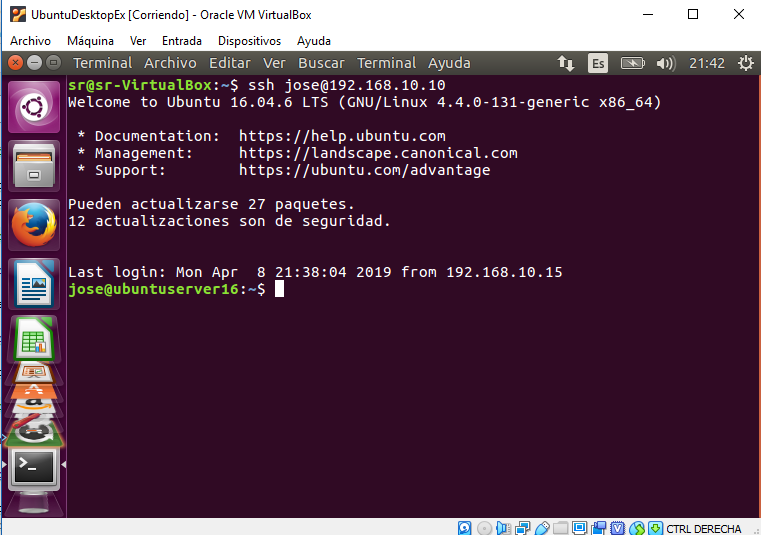 UbuntuDesktopEx [Corriendo] - Oracle VM VirtualBox
Archivo Máquina Ver Entrada Dispositivos Ayuda
Terminal Archivo Editar Ver Buscar Terminal Ayuda Es 21:42
sr@sr-VirtualBox:~$ ssh jose@192.168.10.10
Welcome to Ubuntu 16.04.6 LTS (GNU/Linux 4.4.0-131-generic x86_64)
* Documentation: https://help.ubuntu.com
* Management: https://landscape.canonical.com
* Support: https://ubuntu.com/advantage
Pueden actualizarse 27 paquetes.
12 actualizaciones son de seguridad.
Last login: Mon Apr 8 21:38:04 2019 from 192.168.10.15
jose@ubuntuserver16:~$
CTRL DERECHA